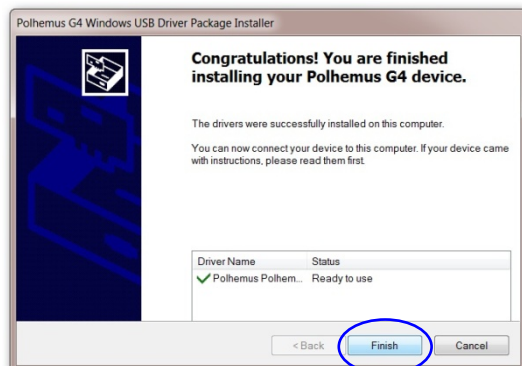 Polhemus G4 Windows USB Driver Package Installer
Congratulations! You are finished
installing your Polhemus G4 device.
The drivers were successfully installed on this computer.
You can now connect your device to this computer. If your device came
with instructions, please read them first.
Driver Name Status
Polhemus Polhem... Ready to use
< Back Finish Cancel